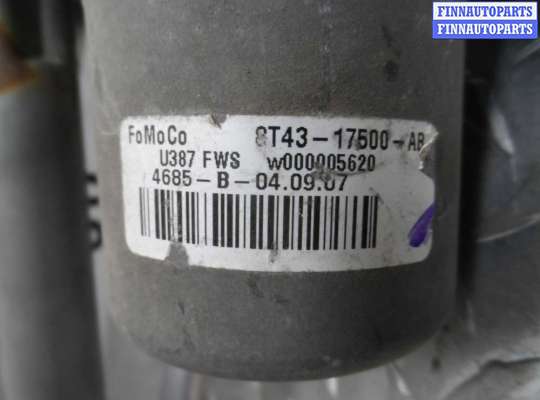 FINNAUTOPARTS
FINNAUTOPARTS
FoMoCo 8T43-17500-AB
U387 FWS w000005620
4685-B-04.09.07